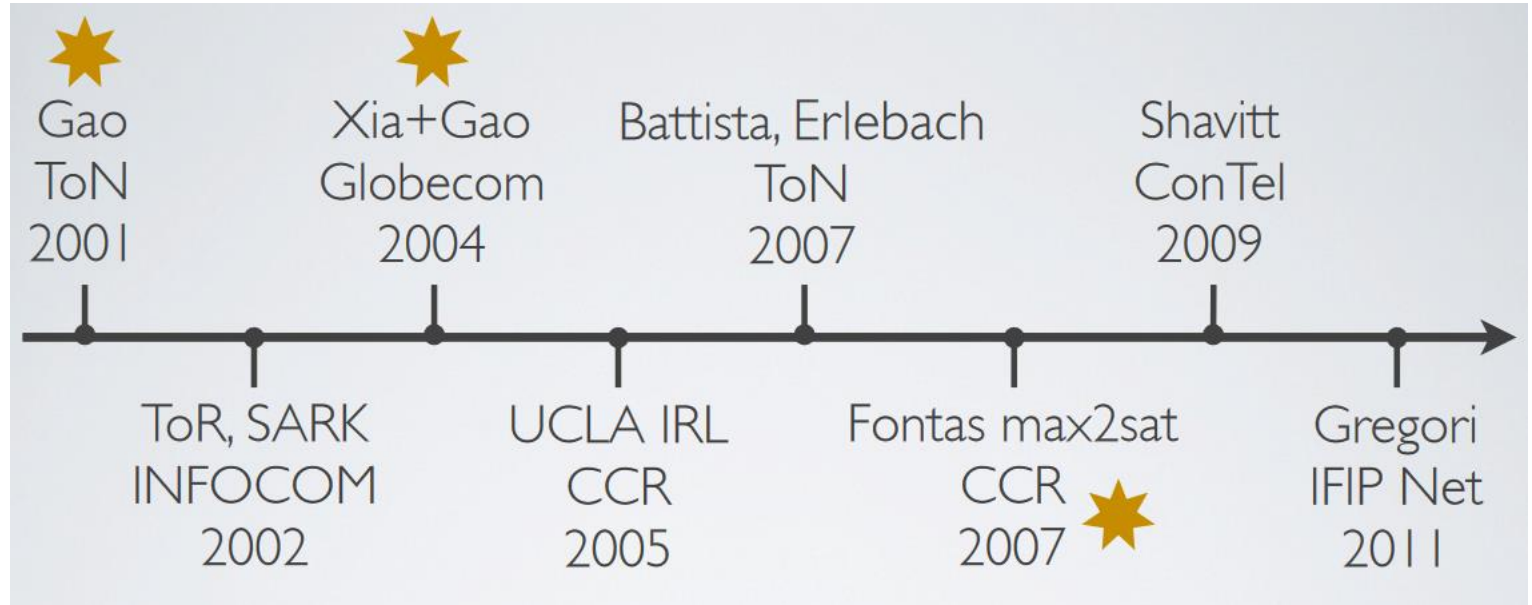 Gao
ToN
2001
Xia+Gao
Globecom
2004
Battista, Erlebach
ToN
2007
Shavitt
ConTel
2009
ToR, SARK
INFOCOM
2002
UCLA IRL
CCR
2005
Fontas max2sat
CCR
2007
Gregori
IFIP Net
2011